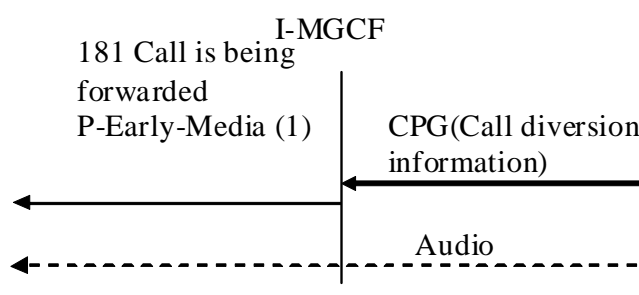 I-MGCF
181 Call is being
forwarded
P-Early-Media (1)
CPG(Call diversion
information)
Audio